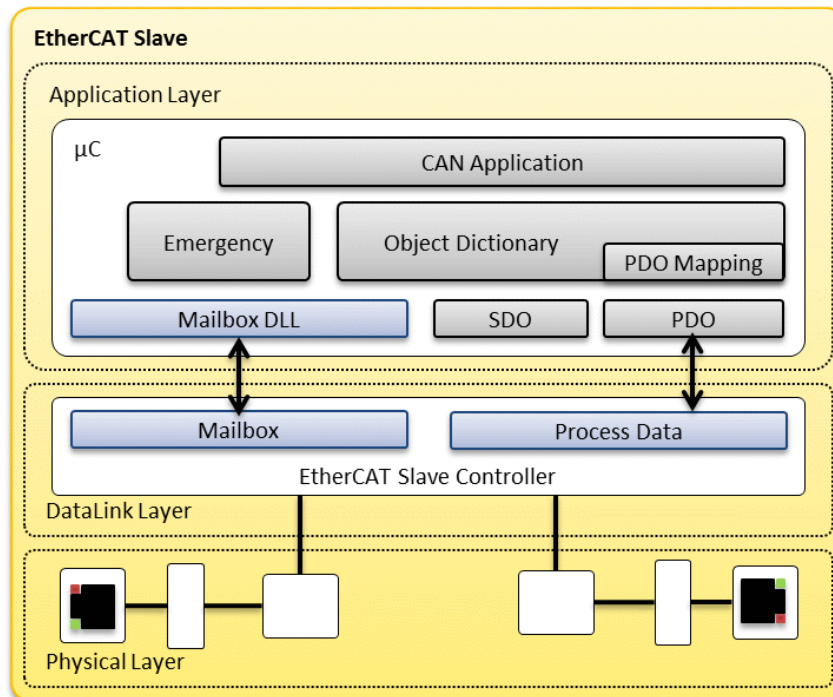 EtherCAT Slave
Application Layer
µC
CAN Application
Emergency
Object Dictionary
PDO Mapping
Mailbox DLL
SDO
PDO
Mailbox
Process Data
EtherCAT Slave Controller
DataLink Layer
Physical Layer